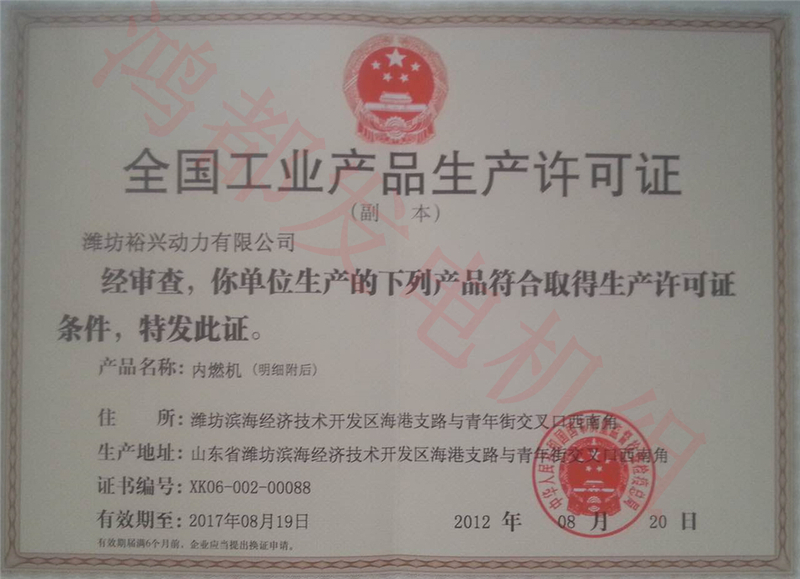 全国工业产品生产许可证
(副 本)
潍坊裕兴动力有限公司
经审查，你单位生产的下列产品符合取得生产许可证
条件，特发此证。
产品名称：内燃机（明细附后）
住 所：潍坊滨海经济技术开发区海港支路与青年街交叉口西南角
生产地址：山东省潍坊滨海经济技术开发区海港支路与青年街交叉口西南角
证书编号：XK06-002-00088
有效期至：2017年08月19日
2012 年 08 月 20 日
有效期届满6个月前，企业应当提出换证申请。
鸿都发电机组